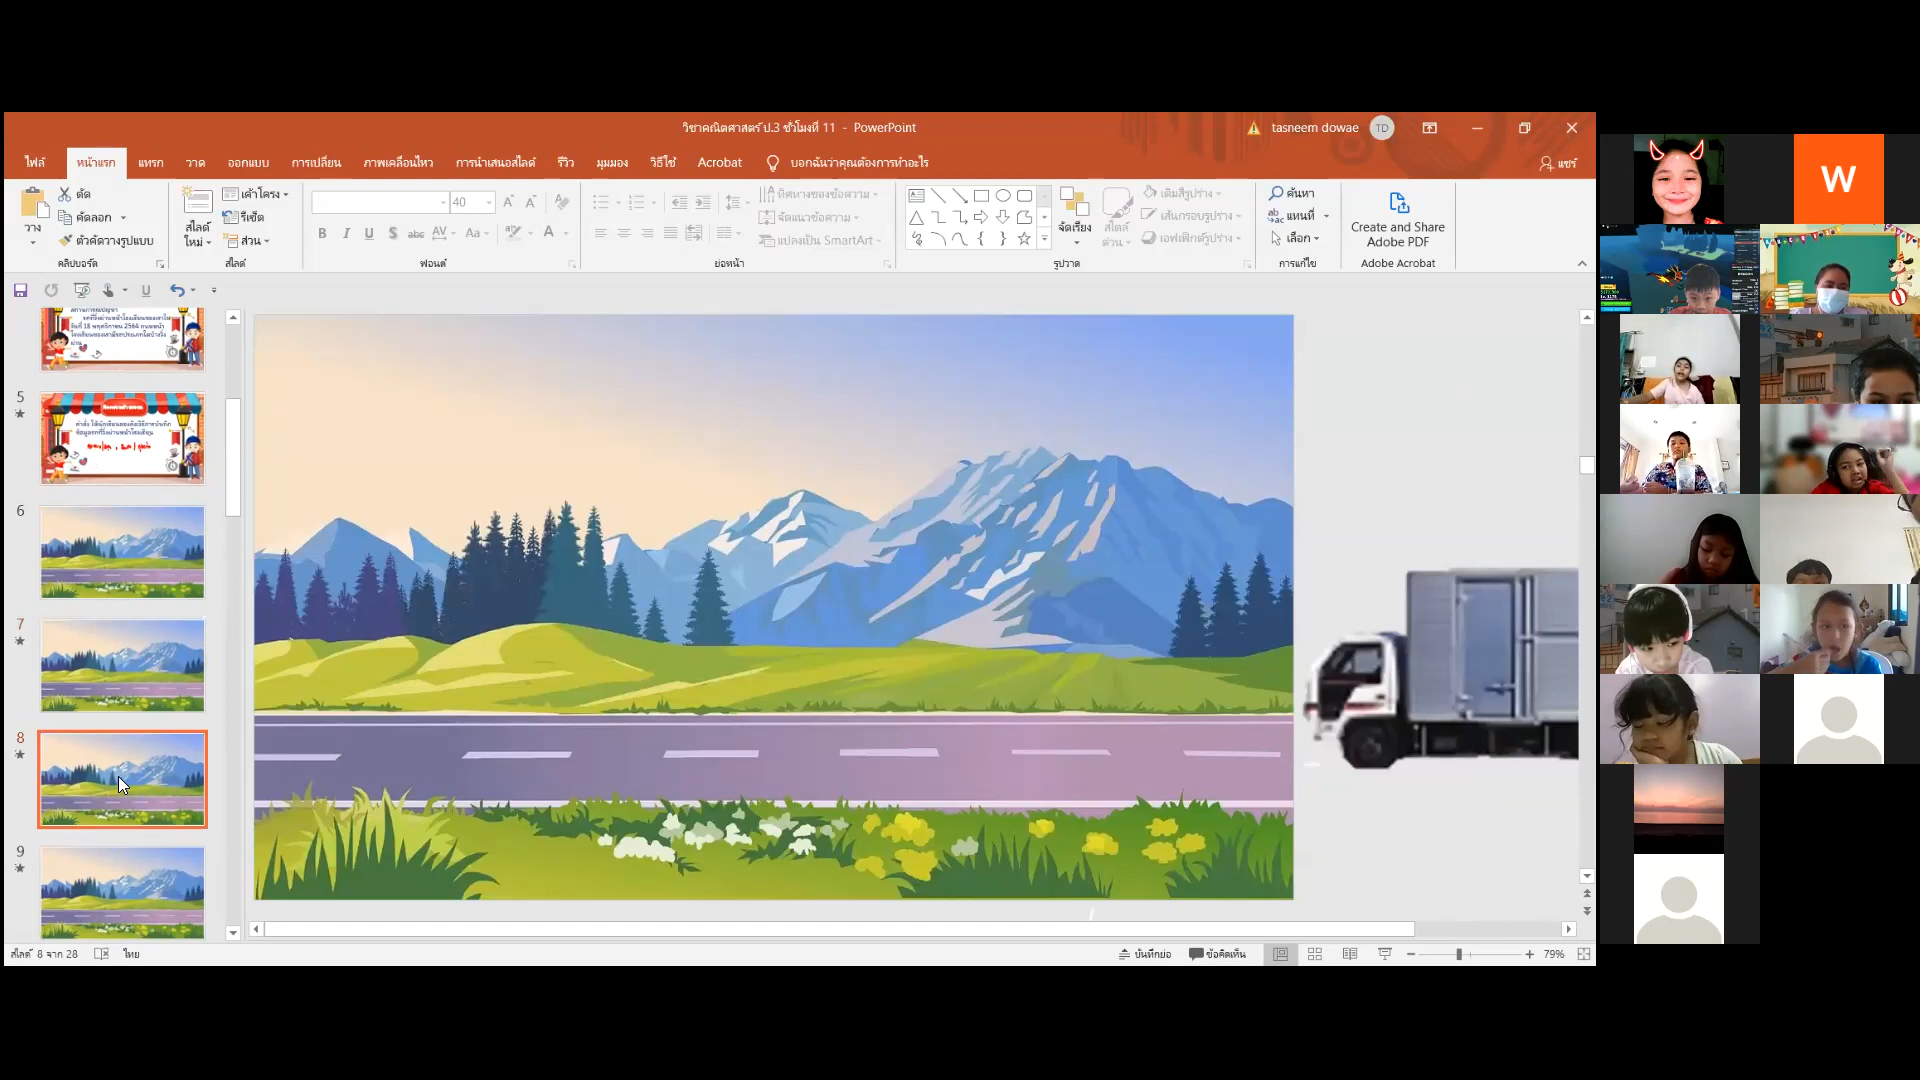 วิชาคณิตศาสตร์ ป.3 ชั่วโมงที่ 11 - PowerPoint
tasneem dowae
TD
ไฟล์ หน้าแรก แทรก วาด ออกแบบ การเปลี่ยน ภาพเคลื่อนไหว การนำเสนอสไลด์ รีวิว มุมมอง วิธีใช้ Acrobat บอกฉันว่าคุณต้องการทำอะไร แชร์
วาง
ตัด
คัดลอก
ตัวคัดวางรูปแบบ
คลิปบอร์ด
สไลด์ใหม่
เค้าโครง
รีเซ็ต
ส่วน
สไลด์
40
B I U S abc AV Aa A
ฟอนต์
ทิศทางของข้อความ
จัดแนวข้อความ
แปลงเป็น SmartArt
ย่อหน้า
จัดเรียง
สไตล์ด่วน
เติมสีรูปร่าง
เส้นกรอบรูปร่าง
เอฟเฟ็กต์รูปร่าง
รูปวาด
ค้นหา
แทนที่
เลือก
การแก้ไข
Create and Share
Adobe PDF
Adobe Acrobat
5
6
7
8
9
สไลด์ 8 จาก 28
ไทย
บันทึกย่อ
ข้อคิดเห็น
79%
W